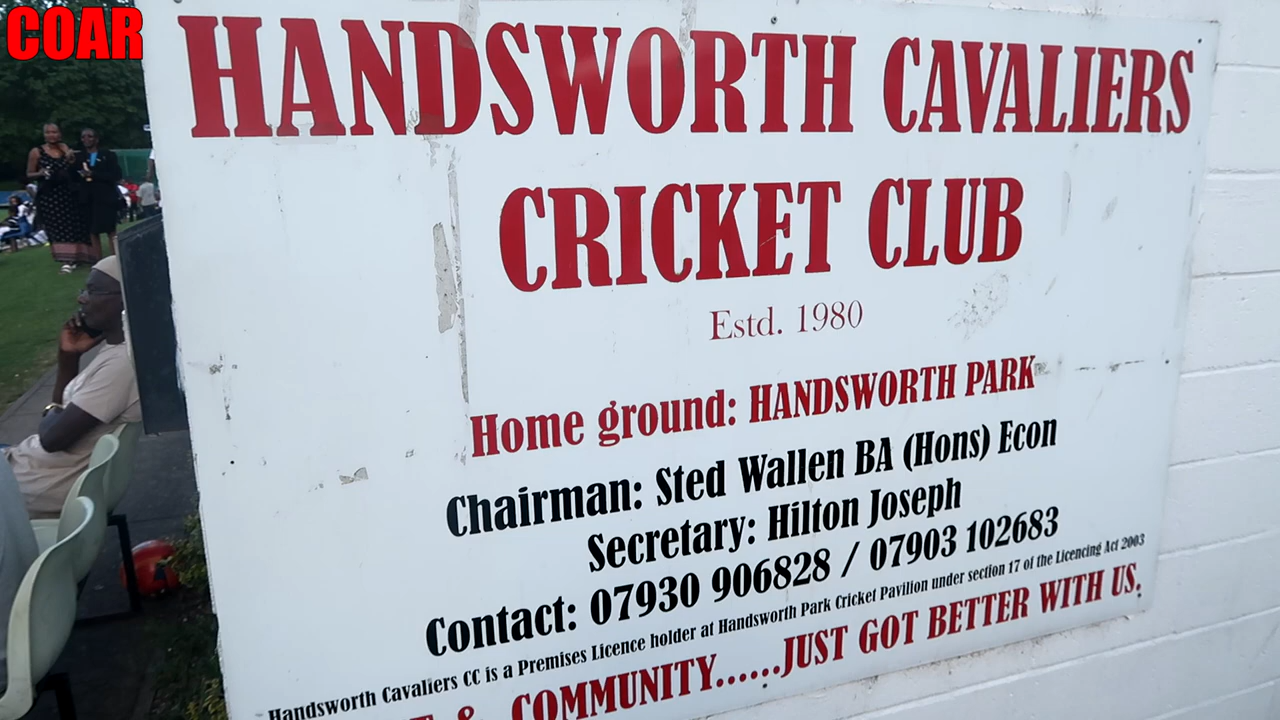 COAR
HANDSWORTH CAVALIERS
CRICKET CLUB
Estd. 1980
Home ground: HANDSWORTH PARK
Chairman: Sted Wallen BA (Hons) Econ
Secretary: Hilton Joseph
Contact: 07930 906828 / 07903 102683
Handsworth Cavaliers CC is a Premises Licence holder at Handsworth Park Cricket Pavilion under section 17 of the Licencing Act 2003
& COMMUNITY......JUST GOT BETTER WITH US.